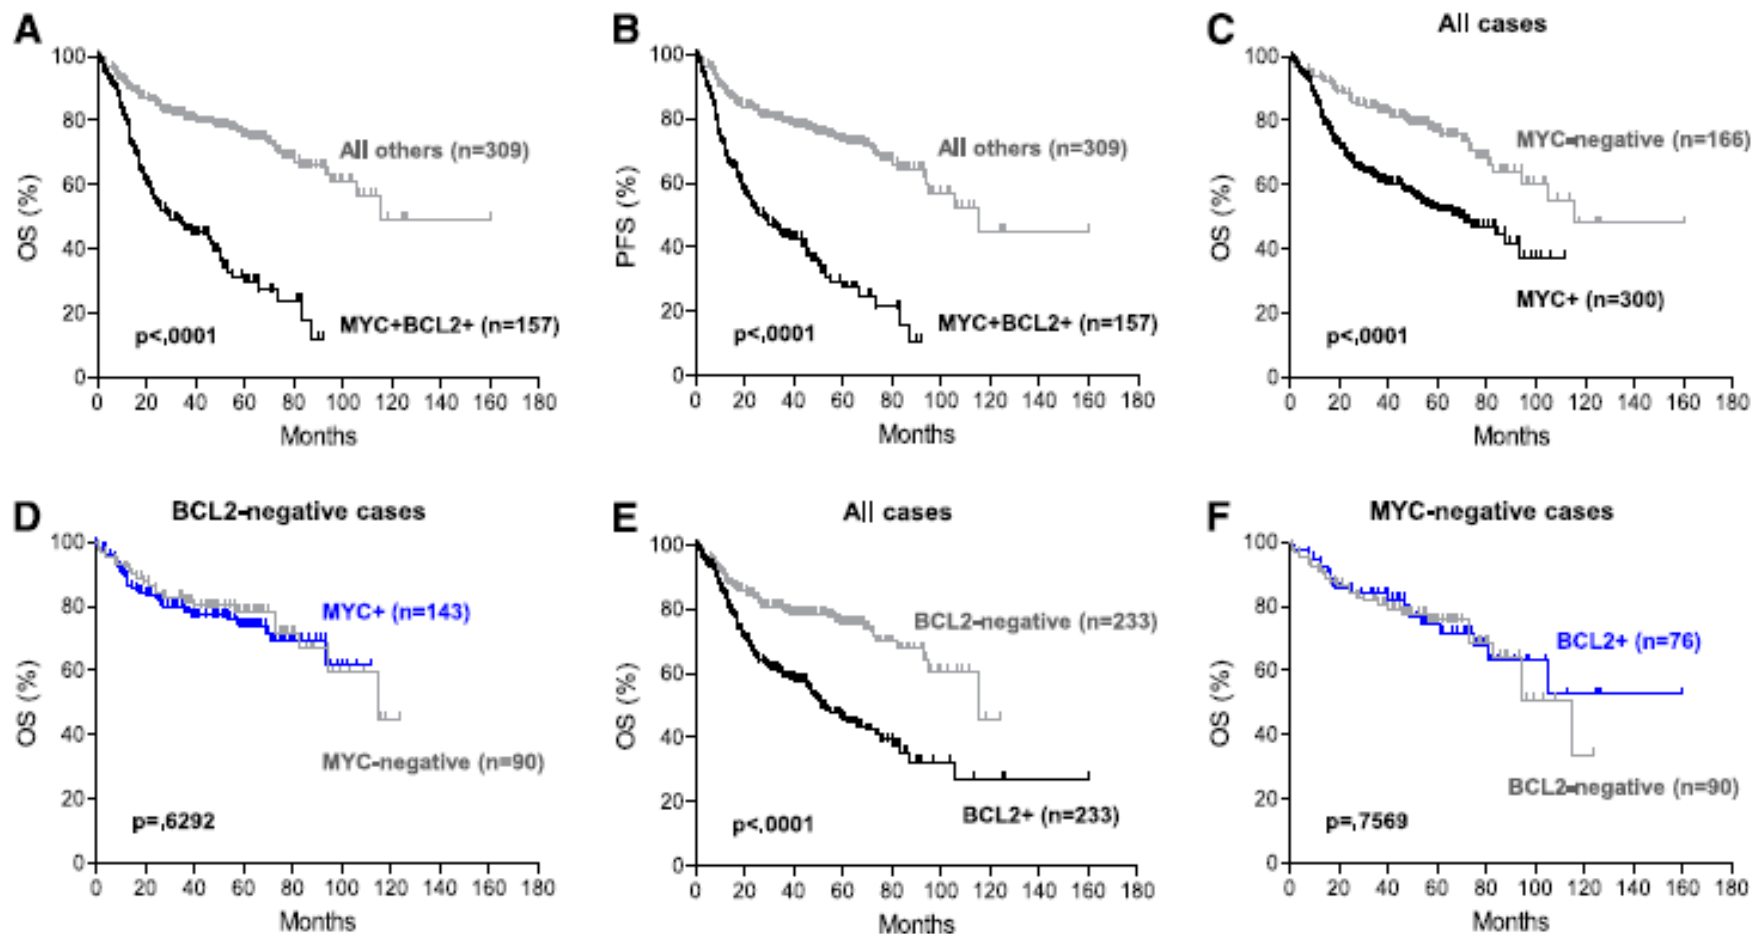 A
100
80
60
40
20
0
OS (%)
All others (n=309)
MYC+BCL2+ (n=157)
p<,0001
0 20 40 60 80 100 120 140 160 180
Months
B
100
80
60
40
20
0
PFS (%)
All others (n=309)
MYC+BCL2+ (n=157)
p<,0001
0 20 40 60 80 100 120 140 160 180
Months
C
All cases
100
80
60
40
20
0
OS (%)
MYC-negative (n=166)
MYC+ (n=300)
p<,0001
0 20 40 60 80 100 120 140 160 180
Months
D
BCL2-negative cases
100
80
60
40
20
0
OS (%)
MYC+ (n=143)
MYC-negative (n=90)
p=,6292
0 20 40 60 80 100 120 140 160 180
Months
E
All cases
100
80
60
40
20
0
OS (%)
BCL2-negative (n=233)
BCL2+ (n=233)
p<,0001
0 20 40 60 80 100 120 140 160 180
Months
F
MYC-negative cases
100
80
60
40
20
0
OS (%)
BCL2+ (n=76)
BCL2-negative (n=90)
p=,7569
0 20 40 60 80 100 120 140 160 180
Months